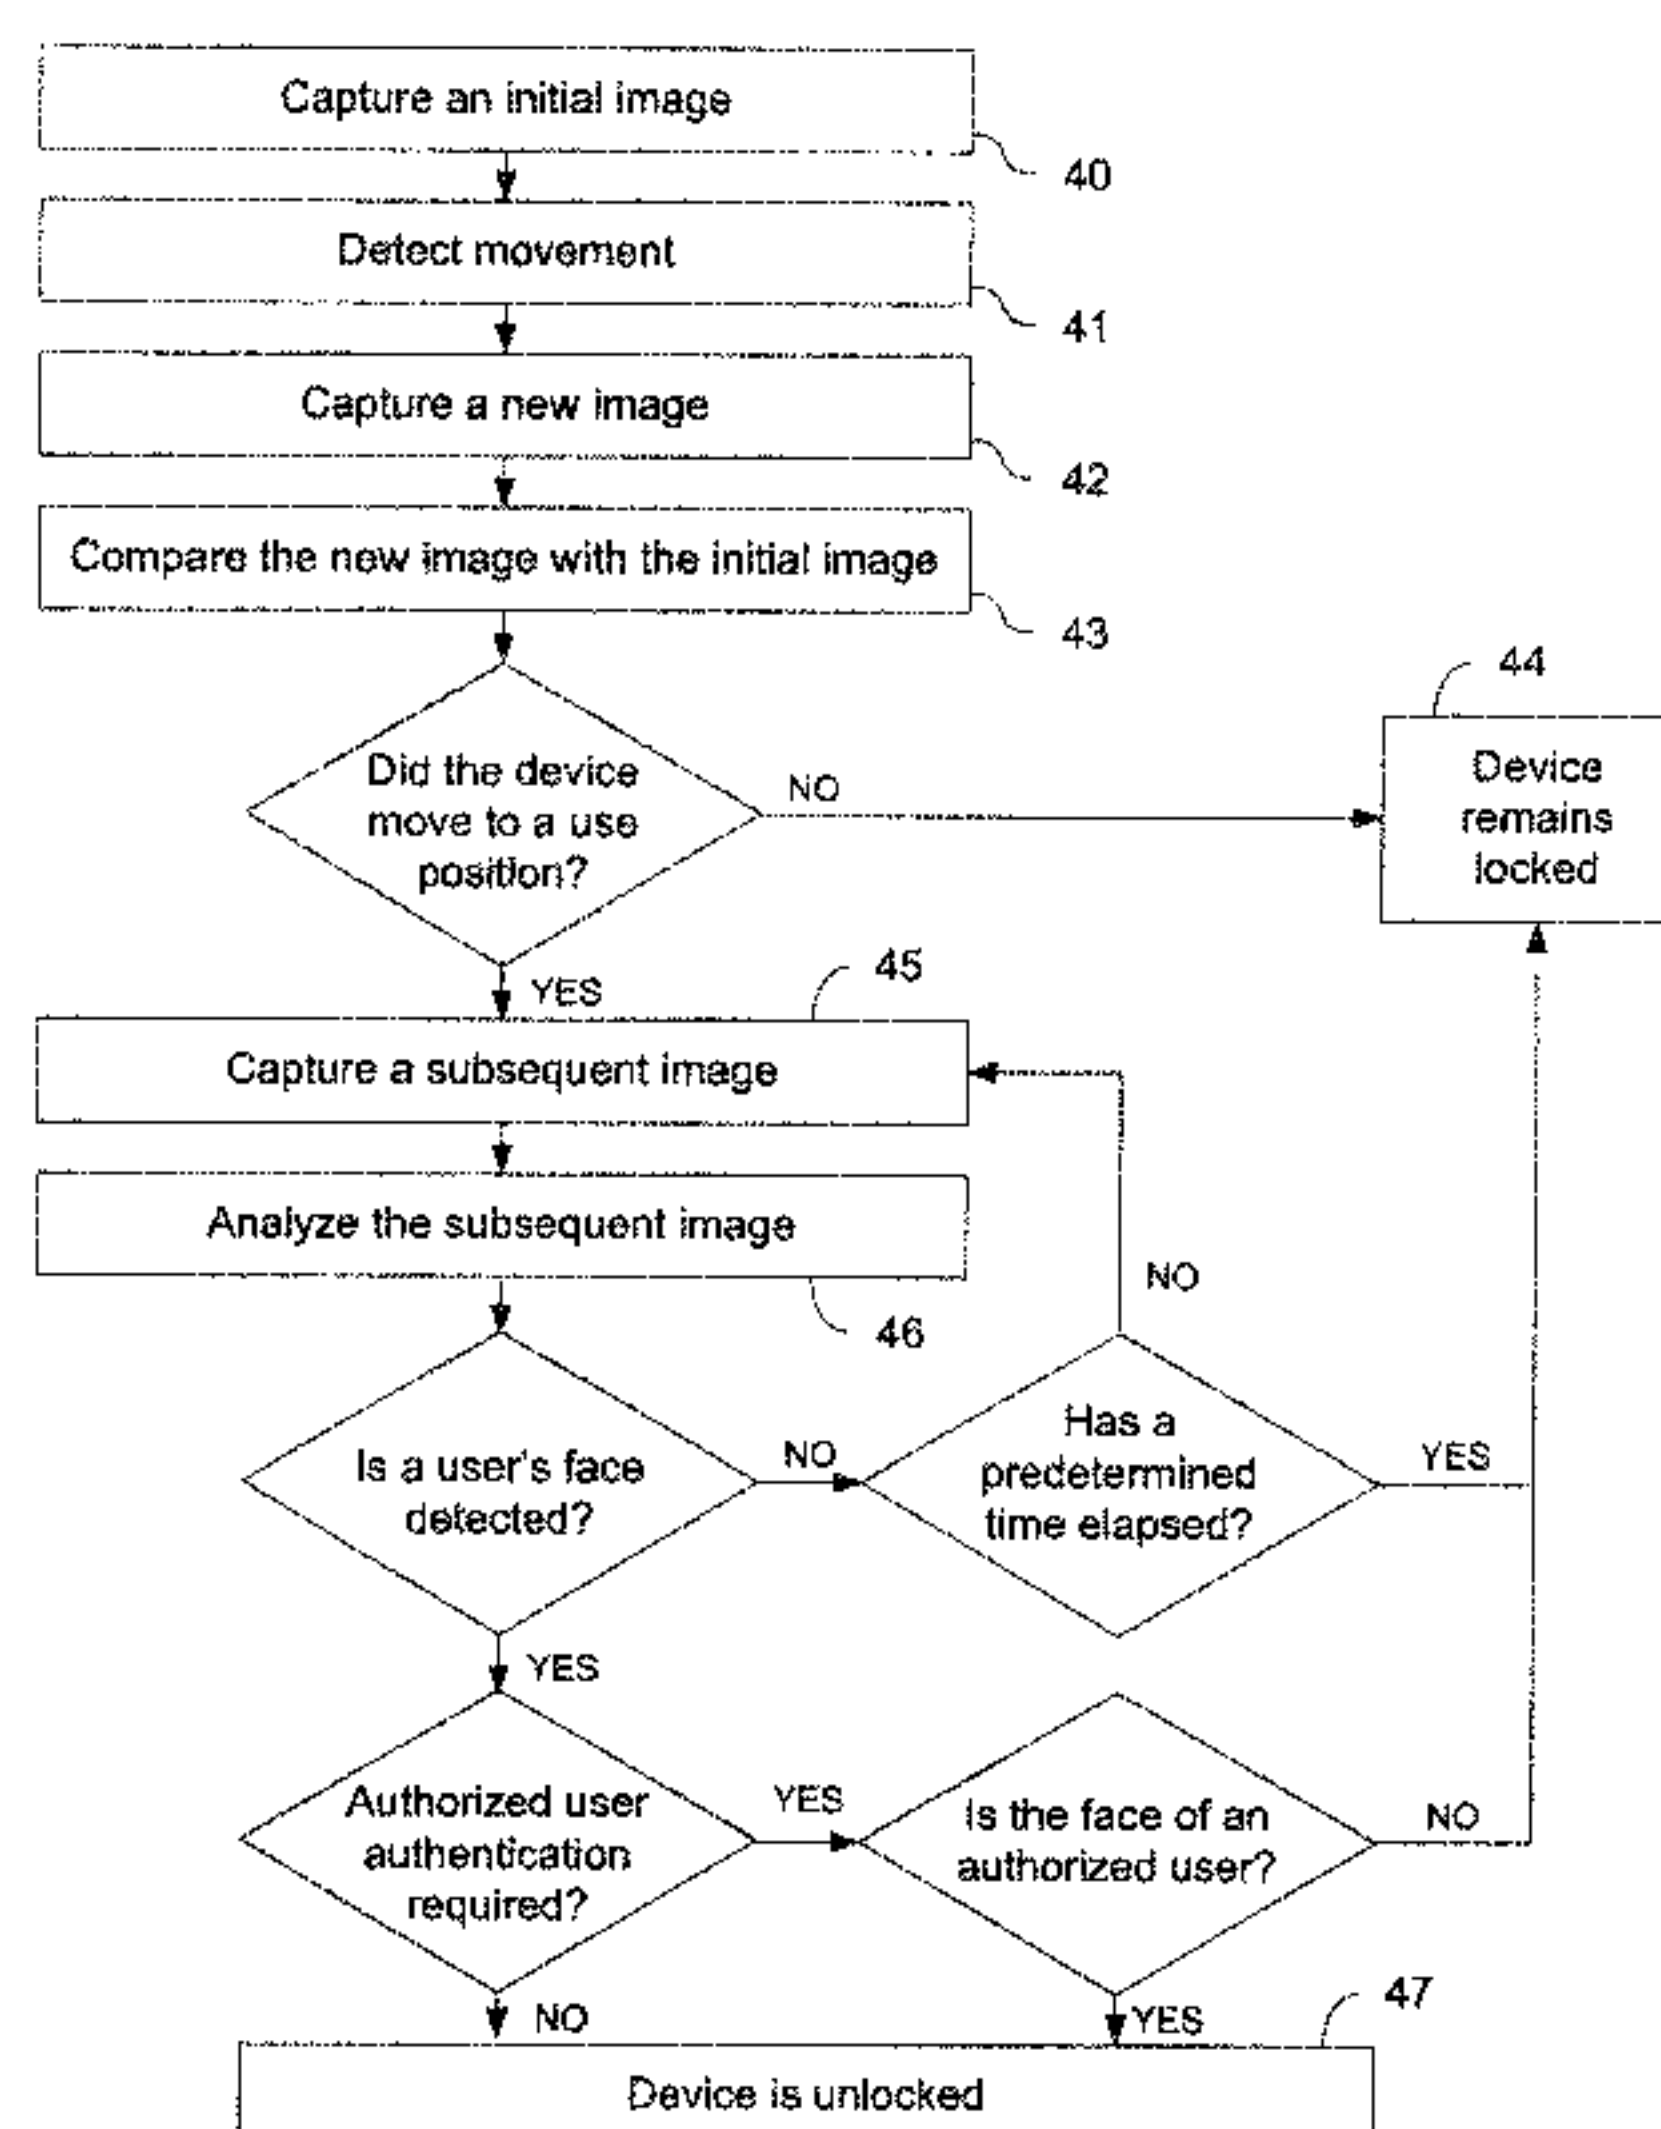 Capture an initial image
40
Detect movement
41
Capture a new image
42
Compare the new image with the initial image
43
44
Did the device
move to a use
position?
NO
Device
remains
locked
YES
45
Capture a subsequent image
Analyze the subsequent image
46
NO
Is a user's face
detected?
NO
Has a
predetermined
time elapsed?
YES
YES
Authorized user
authentication
required?
YES
Is the face of an
authorized user?
NO
NO
YES
47
Device is unlocked